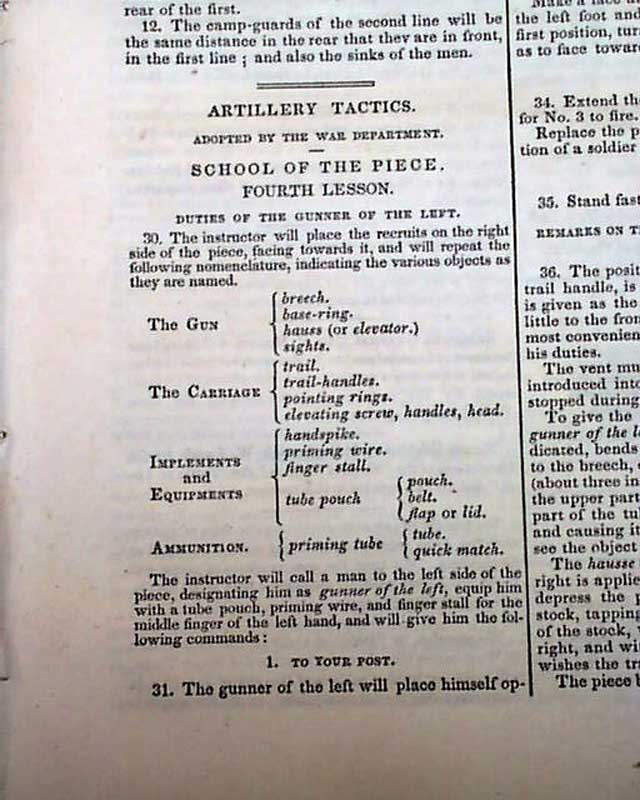 rear of the first.
12. The camp-guards of the second line will be
the same distance in the rear that they are in front,
in the first line ; and also the sinks of the men.
ARTILLERY TACTICS.
ADOPTED BY THE WAR DEPARTMENT.
SCHOOL OF THE PIECE.
FOURTH LESSON.
DUTIES OF THE GUNNER OF THE LEFT.
30. The instructor will place the recruits on the right
side of the piece, facing towards it, and will repeat the
following nomenclature, indicating the various objects as
they are named.
The GUN
breech.
base-ring.
hauss (or elevator.)
sights.
The CARRIAGE
trail.
trail-handles.
pointing rings.
elevating screw, handles, head.
IMPLEMENTS
and
EQUIPMENTS
handspike.
priming wire.
finger stall.
tube pouch
pouch.
belt.
flap or lid.
AMMUNITION.
priming tube
tube.
quick match.
The instructor will call a man to the left side of the
piece, designating him as gunner of the left, equip him
with a tube pouch, priming wire, and finger stall for the
middle finger of the left hand, and will give him the fol-
lowing commands :
1. TO YOUR POST.
31. The gunner of the left will place himself op-
the left foot and
first position, tur
as to face towar
34. Extend th
for No. 3 to fire.
Replace the p
tion of a soldier
35. Stand fast
REMARKS ON T
36. The posit
trail handle, is
is given as the
little to the fron
most convenien
his duties.
The vent mu
introduced into
stopped during
To give the
gunner of the le
dicated, bends
to the breech,
(about three in
the upper part
part of the tu
and causing it
see the object
The hausse
right is applie
depress the p
stock, tapping
of the stock,
right, and wi
wishes the tr
The piece b